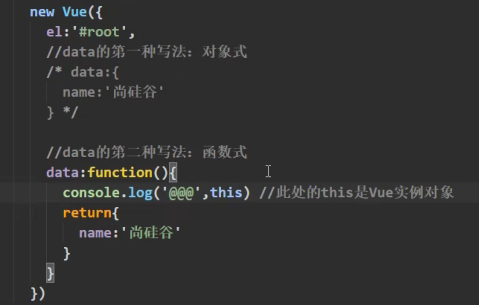 new Vue({
el:'#root',
//data的第一种写法：对象式
/* data:{
name:'尚硅谷'
} */
//data的第二种写法：函数式
data:function(){
console.log('@@@',this) //此处的this是Vue实例对象
return{
name:'尚硅谷'
}
}
})